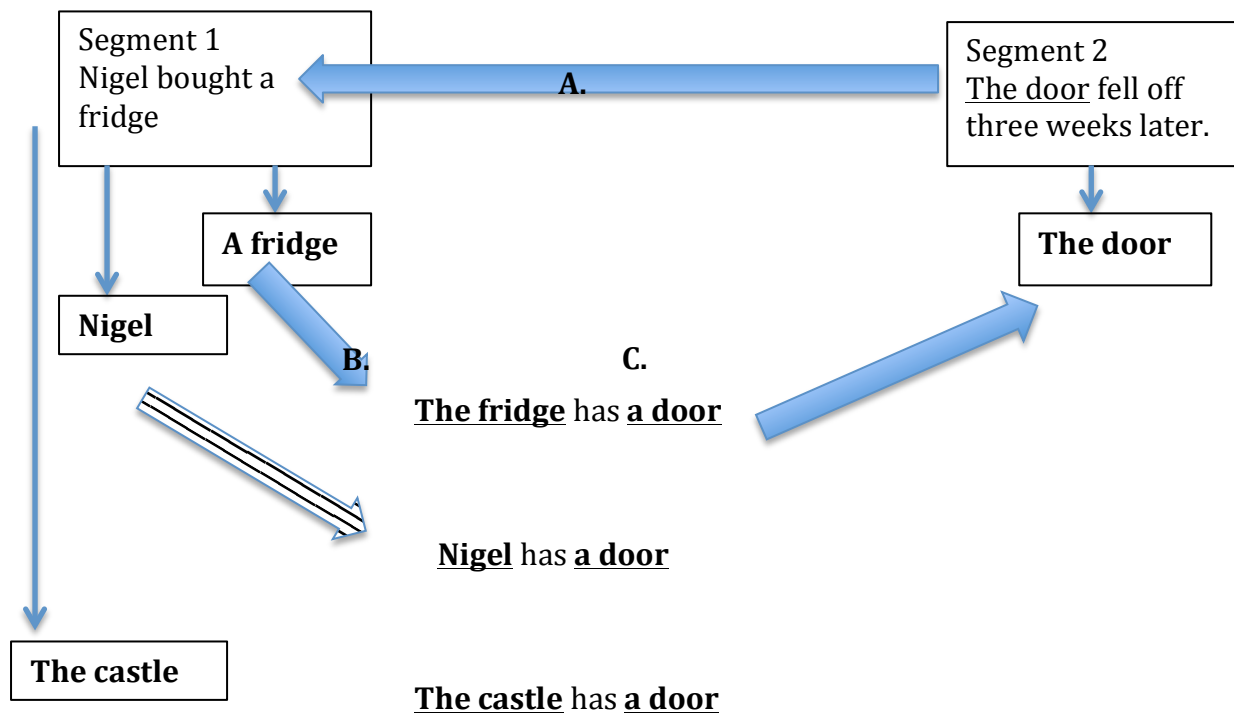 Segment 1
Nigel bought a
fridge
A.
Segment 2
The door fell off
three weeks later.
A fridge
The door
Nigel
B.
C.
The fridge has a door
Nigel has a door
The castle
The castle has a door